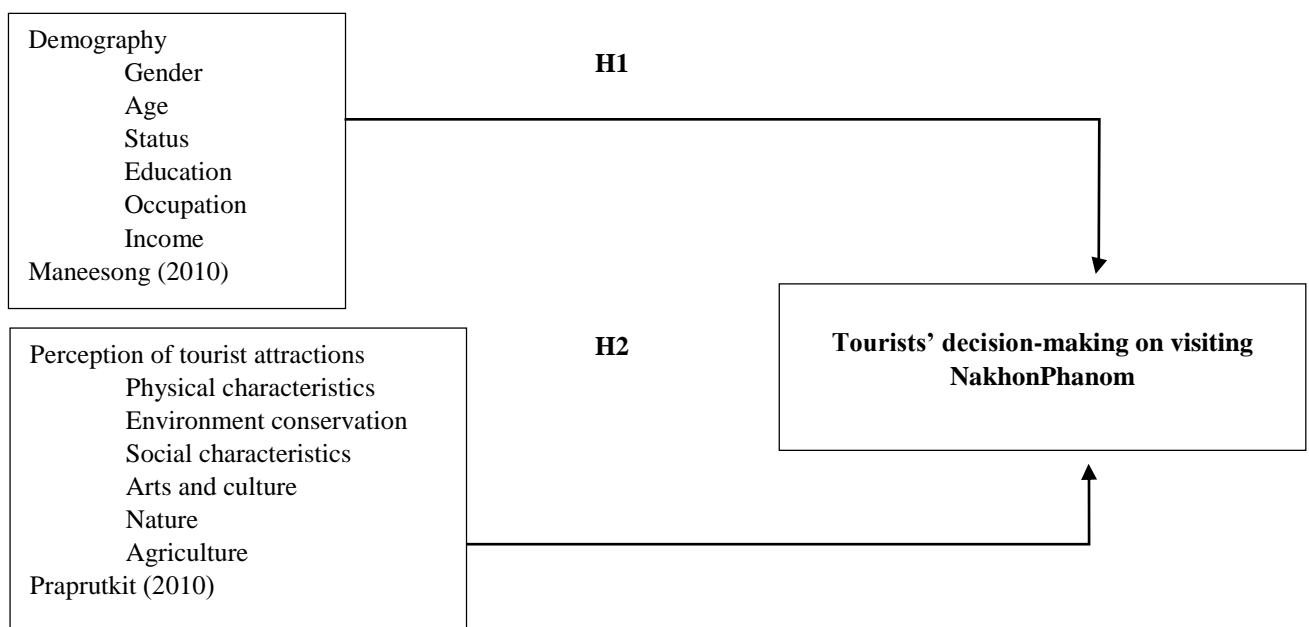 Demography
Gender
Age
Status
Education
Occupation
Income
Maneesong (2010)
H1
Perception of tourist attractions
Physical characteristics
Environment conservation
Social characteristics
Arts and culture
Nature
Agriculture
Praprutkit (2010)
H2
Tourists’ decision-making on visiting
NakhonPhanom